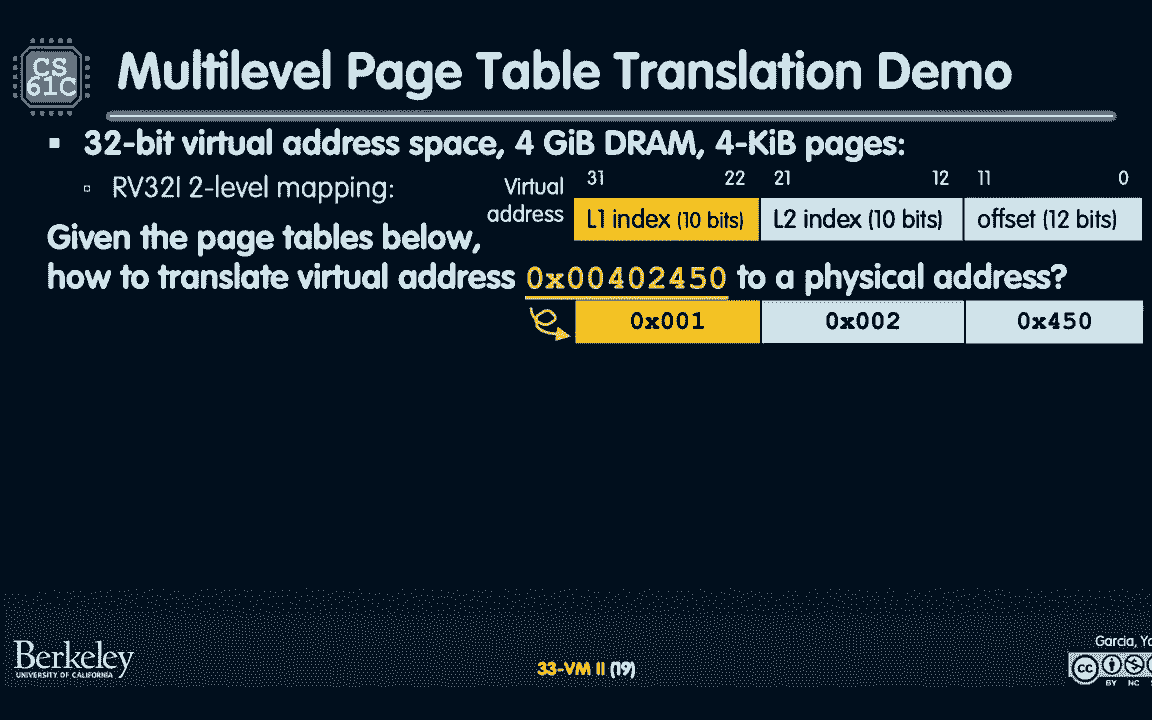 CS
61C
Multilevel Page Table Translation Demo
▪ 32-bit virtual address space, 4 GiB DRAM, 4-KiB pages:
▫ RV32I 2-level mapping:
Virtual address
31 22 21 12 11 0
L1 index (10 bits) L2 index (10 bits) offset (12 bits)
Given the page tables below,
how to translate virtual address 0x00402450 to a physical address?
0x001 0x002 0x450
Berkeley
UNIVERSITY OF CALIFORNIA
33-VM II (19)
Garcia,
cc
BY NC